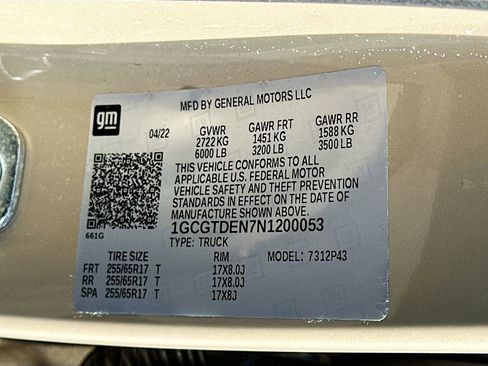 MFD BY GENERAL MOTORS LLC
gm
04/22 GVWR GAWR FRT GAWR RR
2722 KG 1451 KG 1588 KG
6000 LB 3200 LB 3500 LB
THIS VEHICLE CONFORMS TO ALL
APPLICABLE U.S. FEDERAL MOTOR
VEHICLE SAFETY AND THEFT PREVENTION
STANDARDS IN EFFECT ON THE DATE OF
MANUFACTURE SHOWN ABOVE.
661G
1GCGTDEN7N1200053
TYPE: TRUCK
TIRE SIZE RIM MODEL: 7312P43
FRT 255/65R17 T 17X8.0J
RR 255/65R17 T 17X8.0J
SPA 255/65R17 T 17X8J